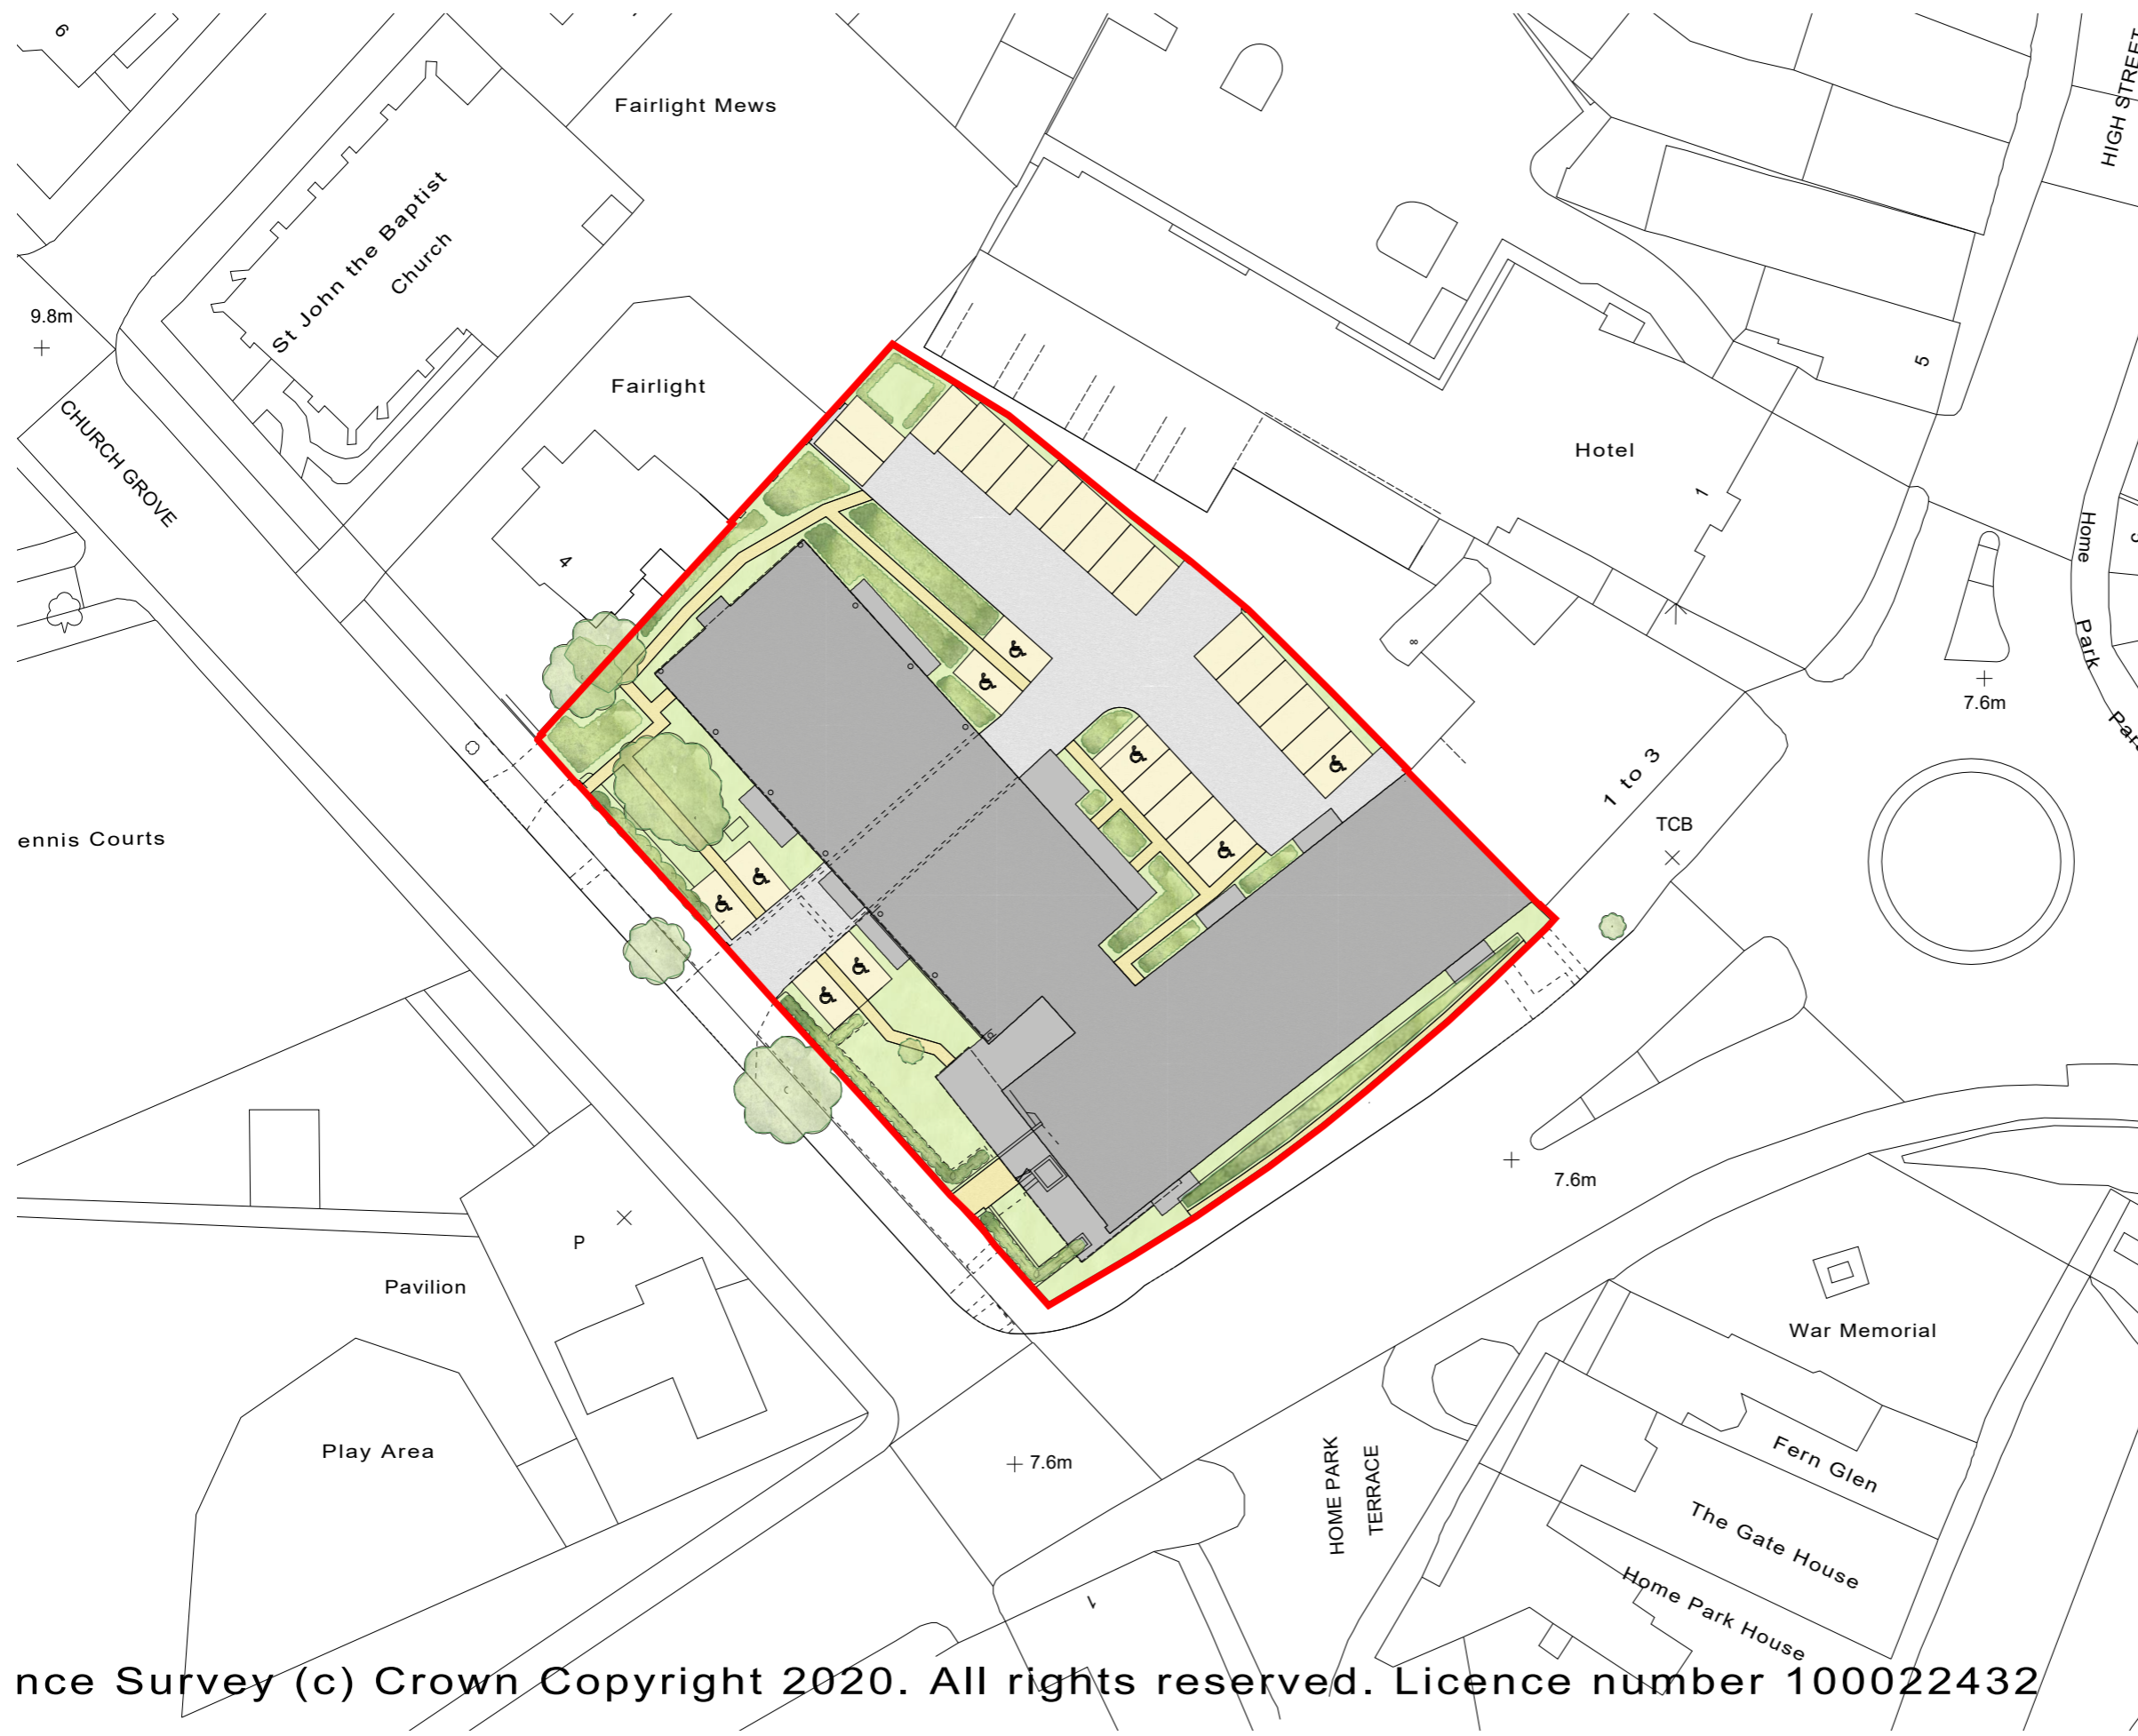 6
Fairlight Mews
HIGH STREET
St John the Baptist
Church
9.8m
Fairlight
CHURCH GROVE
5
Hotel
1
Home
Park
4
8
7.6m
1 to 3
TCB
ennis Courts
7.6m
P
Pavilion
War Memorial
Play Area
HOME PARK
TERRACE
7.6m
Fern Glen
The Gate House
Home Park House
1
nce Survey (c) Crown Copyright 2020. All rights reserved. Licence number 100022432